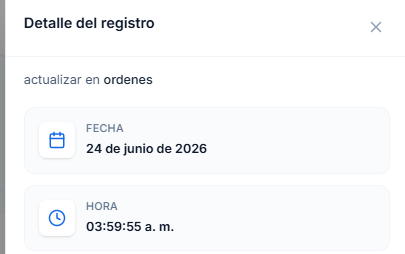 Detalle del registro
actualizar en ordenes
FECHA
24 de junio de 2026
HORA
03:59:55 a. m.